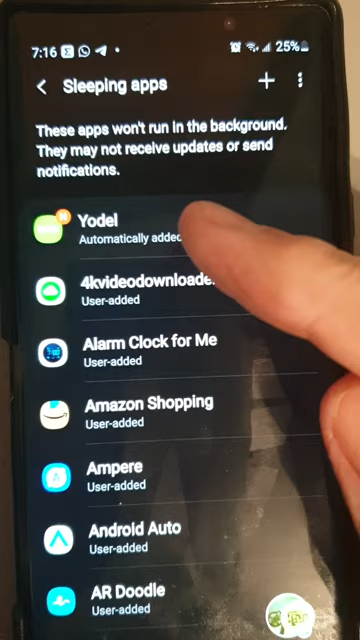 7:16
25%
Sleeping apps
These apps won't run in the background.
They may not receive updates or send
notifications.
Yodel
Automatically added
4kvideodownloade
User-added
Alarm Clock for Me
User-added
Amazon Shopping
User-added
Ampere
User-added
Android Auto
User-added
AR Doodle
User-added